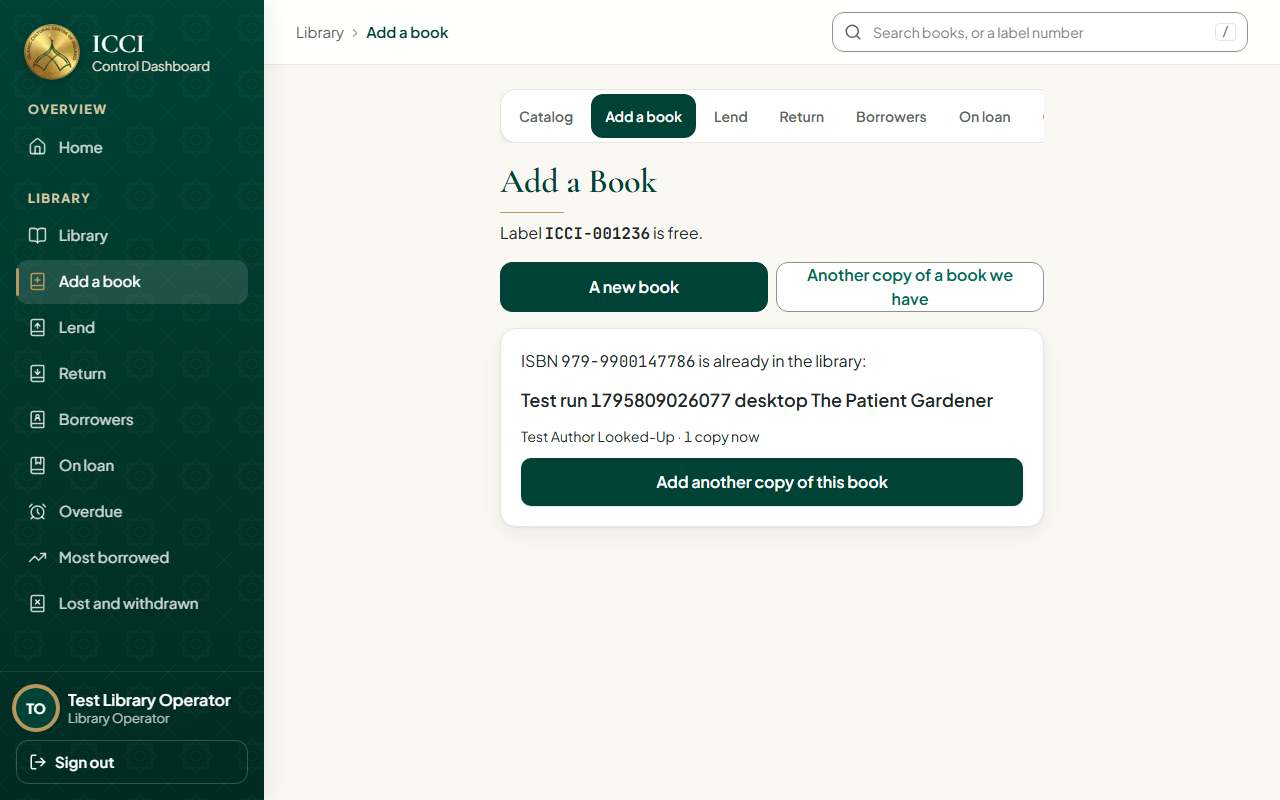 ICCI
Control Dashboard
OVERVIEW
Home
LIBRARY
Library
Add a book
Lend
Return
Borrowers
On loan
Overdue
Most borrowed
Lost and withdrawn
TO
Test Library Operator
Library Operator
Sign out
Library > Add a book
Search books, or a label number /
Catalog Add a book Lend Return Borrowers On loan
Add a Book
Label ICCI-001236 is free.
A new book
Another copy of a book we
have
ISBN 979-9900147786 is already in the library:
Test run 1795809026077 desktop The Patient Gardener
Test Author Looked-Up · 1 copy now
Add another copy of this book